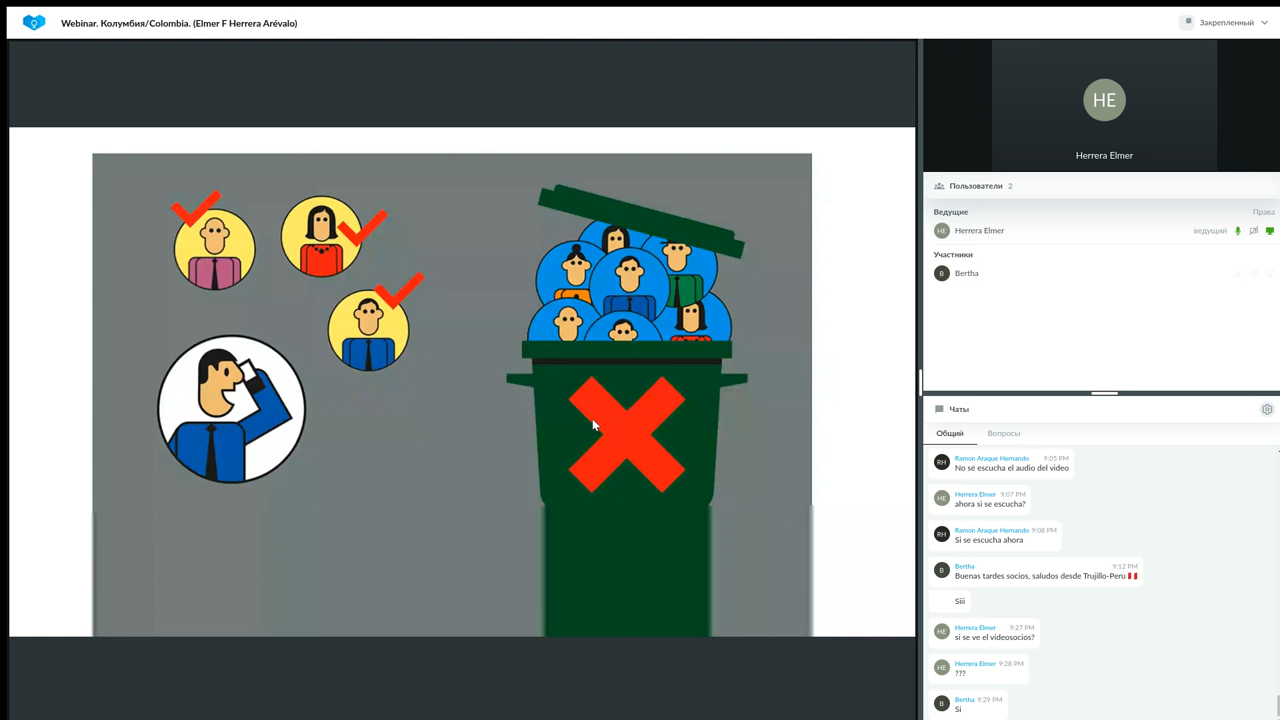 Webinar. Колумбия/Colombia. (Elmer F Herrera Arévalo)
Закрепленный
HE
Herrera Elmer
Пользователи 2
Ведущие
Права
HE
Herrera Elmer
ведущий
Участники
B
Bertha
Чаты
Общий
Вопросы
RH
Ramon Araque Hernando 9:05 PM
No sé escucha el audio del video
HE
Herrera Elmer 9:07 PM
ahora si se escucha?
RH
Ramon Araque Hernando 9:08 PM
Si se escucha ahora
B
Bertha 9:12 PM
Buenas tardes socios, saludos desde Trujillo-Peru 🇵🇪
Siii
HE
Herrera Elmer 9:27 PM
si se ve el videosocios?
HE
Herrera Elmer 9:28 PM
???
B
Bertha 9:29 PM
Si